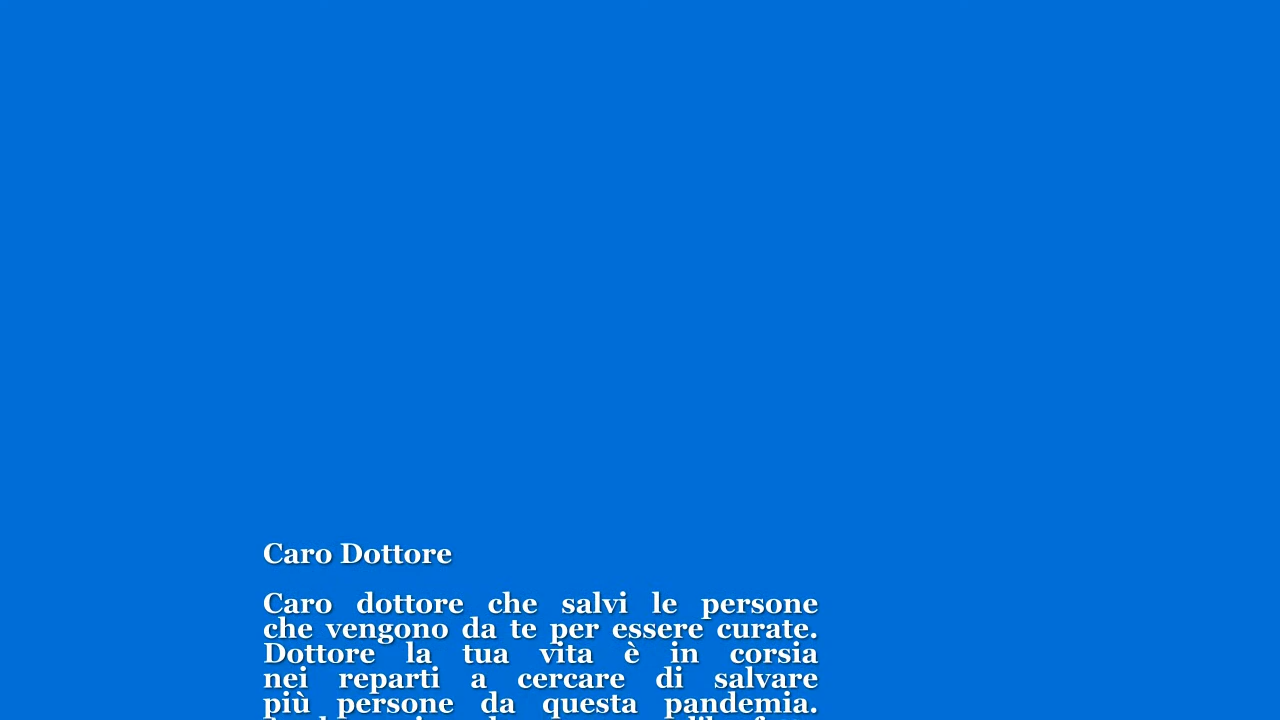 Caro Dottore
Caro dottore che salvi le persone
che vengono da te per essere curate.
Dottore la tua vita è in corsia
nei reparti a cercare di salvare
più persone da questa pandemia.